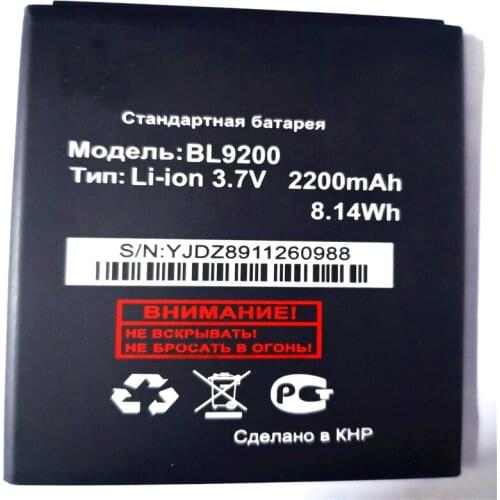 Стандартная батарея
Модель:BL9200
Тип: Li-ion 3.7V 2200mAh
8.14Wh
S/N:YJDZ8911260988
ВНИМАНИЕ!
НЕ ВСКРЫВАТЬ!
НЕ БРОСАТЬ В ОГОНЬ!
Сделано в КНР